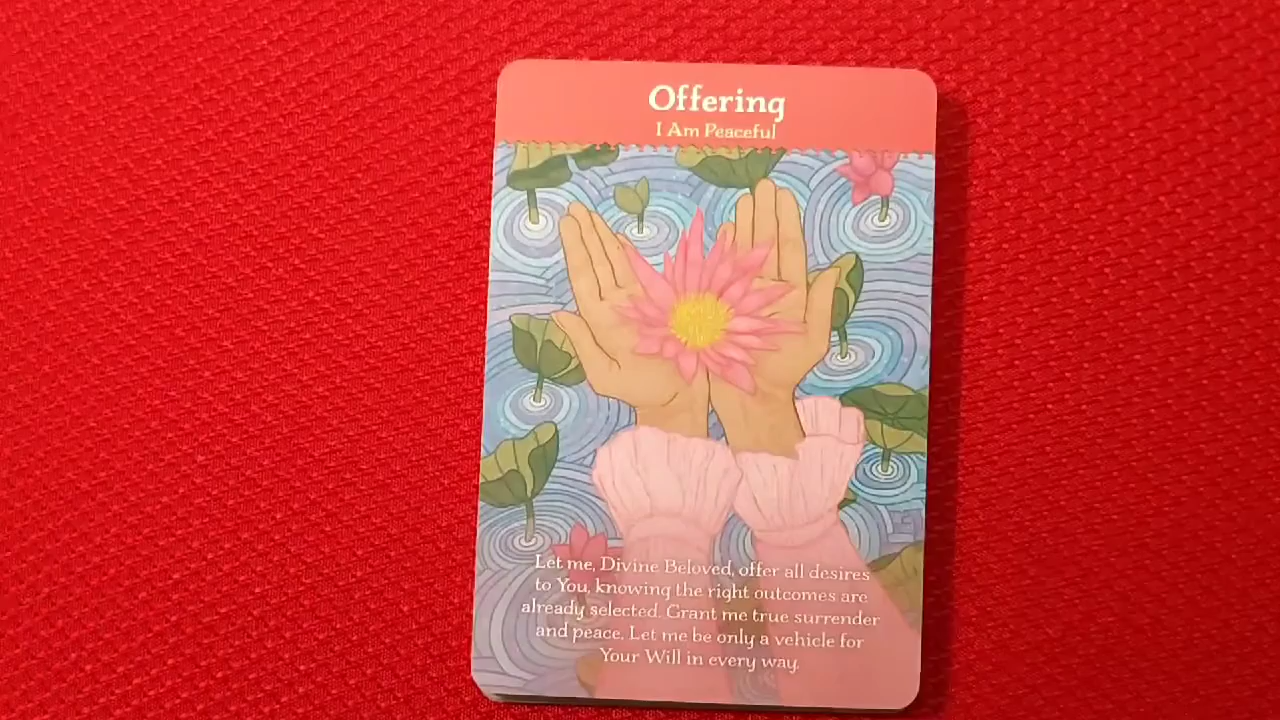 Offering
I Am Peaceful
Let me, Divine Beloved, offer all desires
to You, knowing the right outcomes are
already selected. Grant me true surrender
and peace. Let me be only a vehicle for
Your Will in every way.